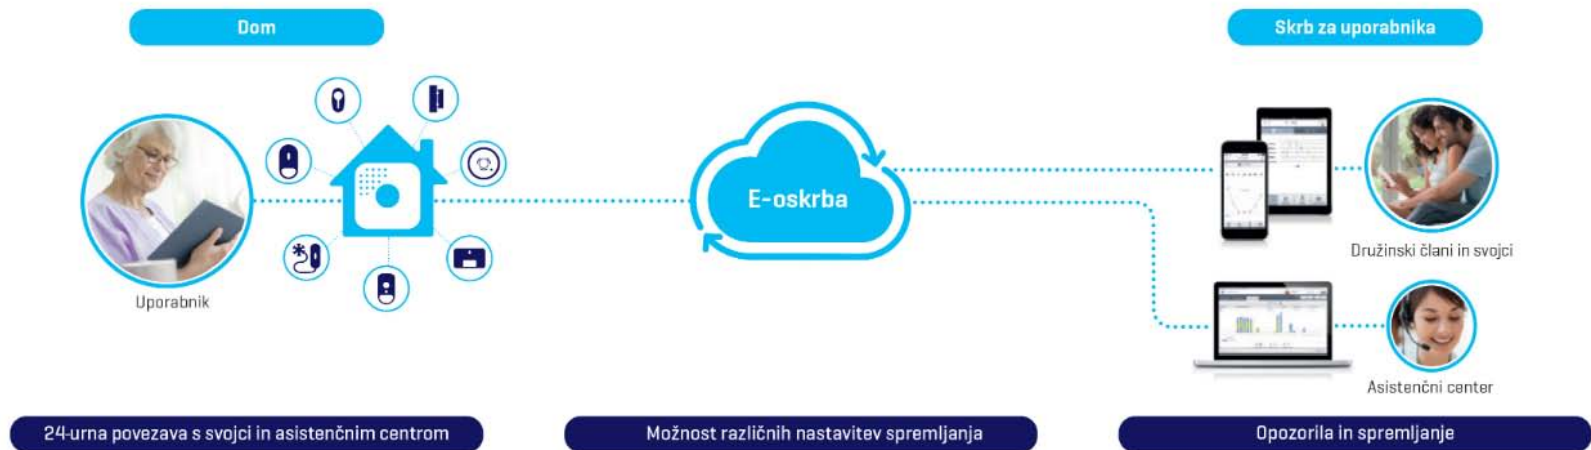 Dom
Skrb za uporabnika
E-oskrba
Uporabnik
Družinski člani in svojci
Asistenčni center
24-urna povezava s svojci in asistenčnim centrom
Možnost različnih nastavitev spremljanja
Opozorila in spremljanje